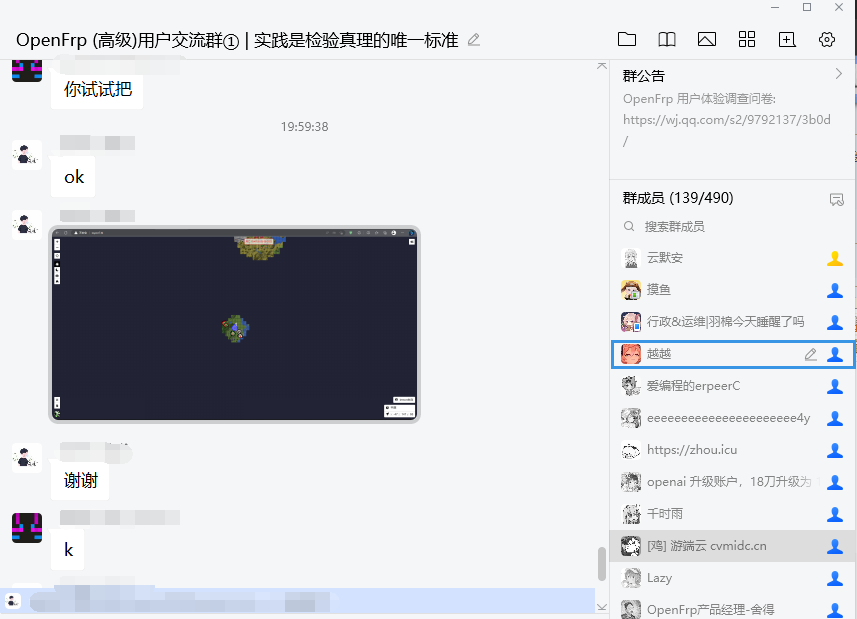 OpenFrp (高级)用户交流群① | 实践是检验真理的唯一标准
你试试把
19:59:38
ok
谢谢
k
群公告
OpenFrp 用户体验调查问卷:
https://wj.qq.com/s2/9792137/3b0d
/
群成员 (139/490)
搜索群成员
云默安
摸鱼
行政&运维|羽棉今天睡醒了吗
越越
爱编程的erpeerC
eeeeeeeeeeeeeeeeeeeeee4y
https://zhou.icu
openai 升级账户，18刀升级为
千时雨
[鸡] 游端云 cvmidc.cn
Lazy
OpenFrp产品经理-舍得